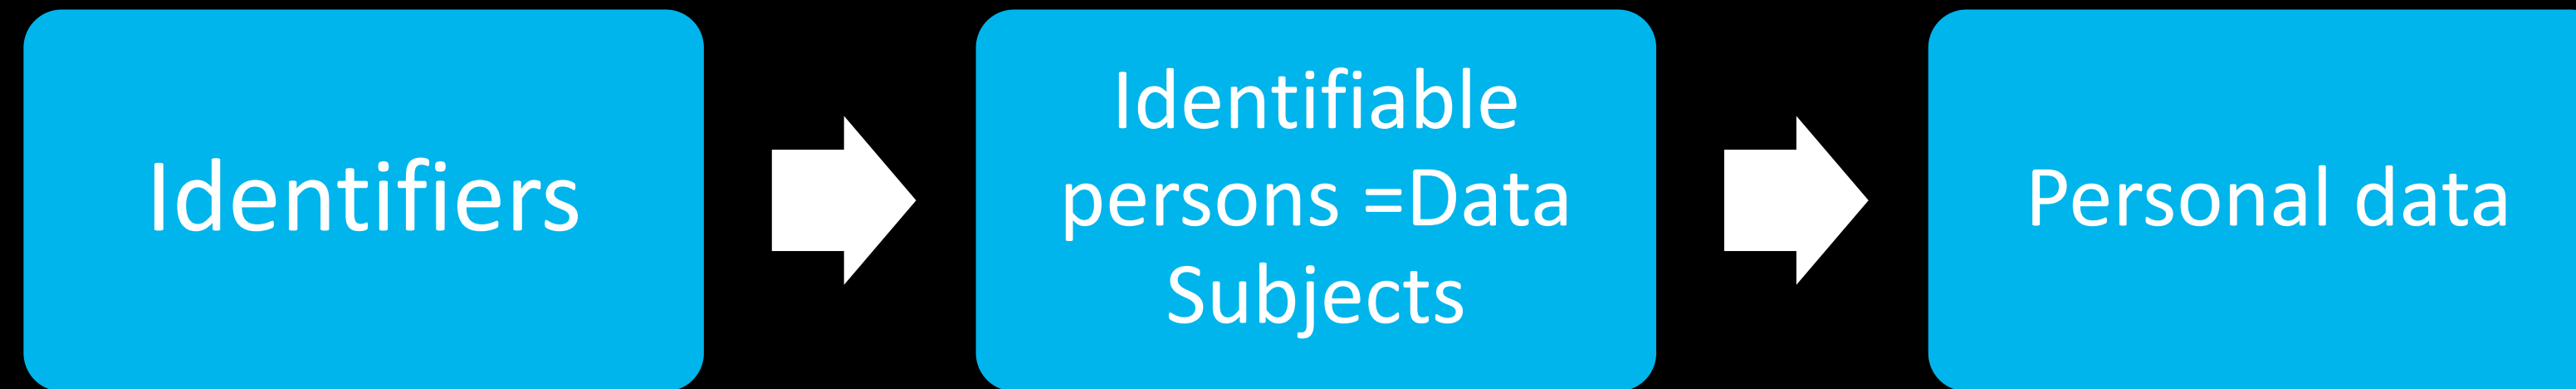 Identifiers
Identifiable
persons =Data
Subjects
Personal data